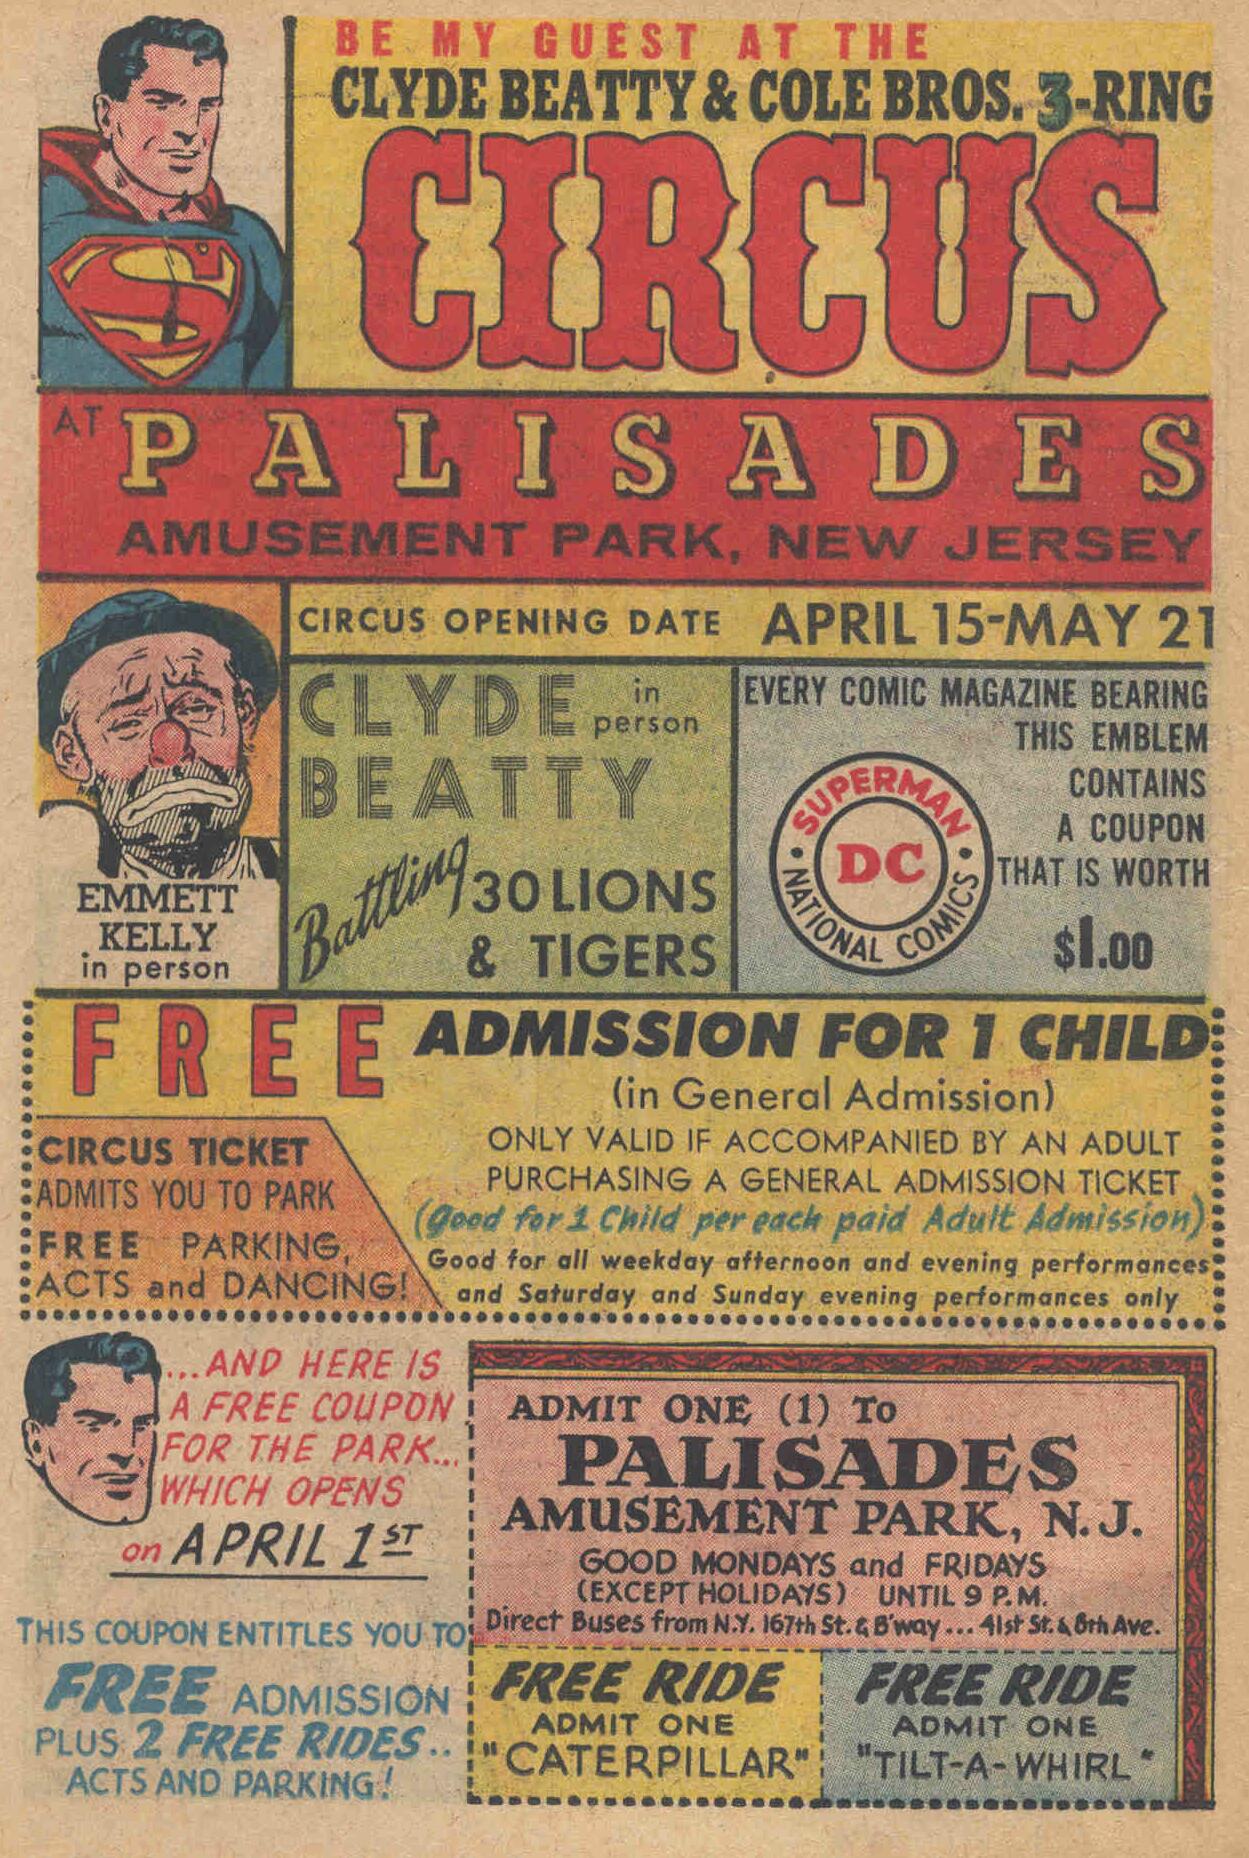 BE MY GUEST AT THE
CLYDE BEATTY & COLE BROS. 3-RING
CIRCUS
AT PALISADES
AMUSEMENT PARK, NEW JERSEY
EMMETT
KELLY
in person
CIRCUS OPENING DATE APRIL 15-MAY 21
CLYDE in person
BEATTY
Battling 30 LIONS
& TIGERS
EVERY COMIC MAGAZINE BEARING
THIS EMBLEM
CONTAINS
A COUPON
THAT IS WORTH
$1.00
SUPERMAN
DC
NATIONAL COMICS
FREE ADMISSION FOR 1 CHILD
(in General Admission)
ONLY VALID IF ACCOMPANIED BY AN ADULT
PURCHASING A GENERAL ADMISSION TICKET
(Good for 1 Child per each paid Adult Admission)
Good for all weekday afternoon and evening performances
and Saturday and Sunday evening performances only
CIRCUS TICKET
ADMITS YOU TO PARK
FREE PARKING,
ACTS and DANCING!
...AND HERE IS
A FREE COUPON
FOR THE PARK...
WHICH OPENS
on APRIL 1ST
THIS COUPON ENTITLES YOU TO
FREE ADMISSION
PLUS 2 FREE RIDES..
ACTS AND PARKING!
ADMIT ONE (1) To
PALISADES
AMUSEMENT PARK, N.J.
GOOD MONDAYS and FRIDAYS
(EXCEPT HOLIDAYS) UNTIL 9 P.M.
Direct Buses from N.Y. 167th St. & B'way... 41st St. & 8th Ave.
FREE RIDE
ADMIT ONE
"CATERPILLAR"
FREE RIDE
ADMIT ONE
"TILT-A-WHIRL"